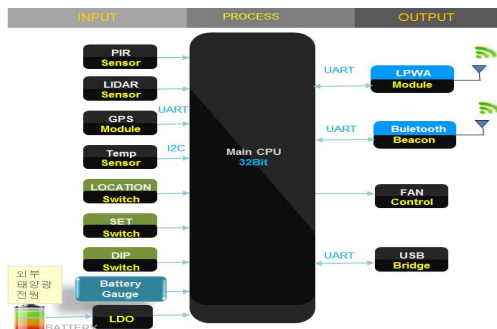 INPUT
PROCESS
OUTPUT
PIR
Sensor
LIDAR
Sensor
UART
GPS
Module
I2C
Temp
Sensor
LOCATION
Switch
SET
Switch
DIP
Switch
Battery
Gauge
LDO
외부
태양광
전원
BATTERY
Main CPU
32Bit
UART
LPWA
Module
UART
Buletooth
Beacon
FAN
Control
UART
USB
Bridge